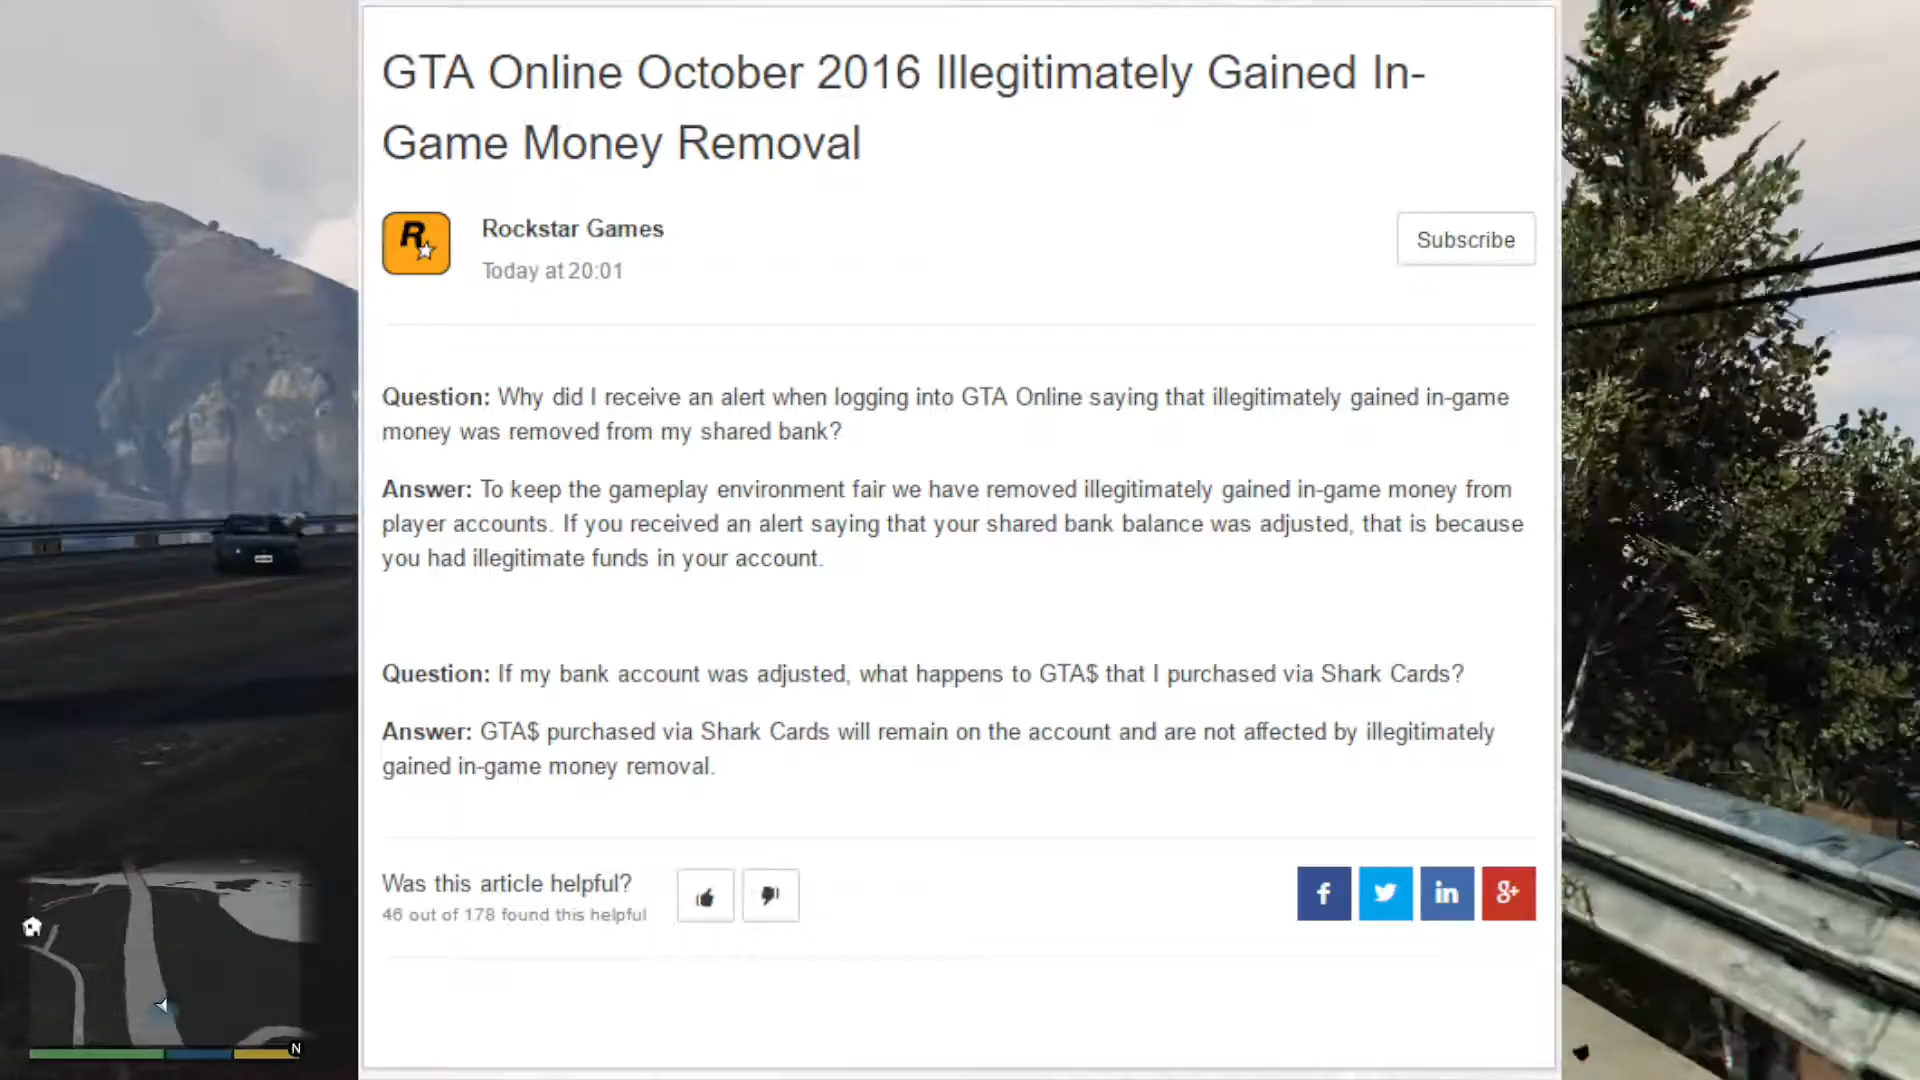 GTA Online October 2016 Illegitimately Gained In-
Game Money Removal
R
Rockstar Games
Today at 20:01
Subscribe
Question: Why did I receive an alert when logging into GTA Online saying that illegitimately gained in-game
money was removed from my shared bank?
Answer: To keep the gameplay environment fair we have removed illegitimately gained in-game money from
player accounts. If you received an alert saying that your shared bank balance was adjusted, that is because
you had illegitimate funds in your account.
Question: If my bank account was adjusted, what happens to GTA$ that I purchased via Shark Cards?
Answer: GTA$ purchased via Shark Cards will remain on the account and are not affected by illegitimately
gained in-game money removal.
Was this article helpful?
46 out of 178 found this helpful
f
in
g+
N